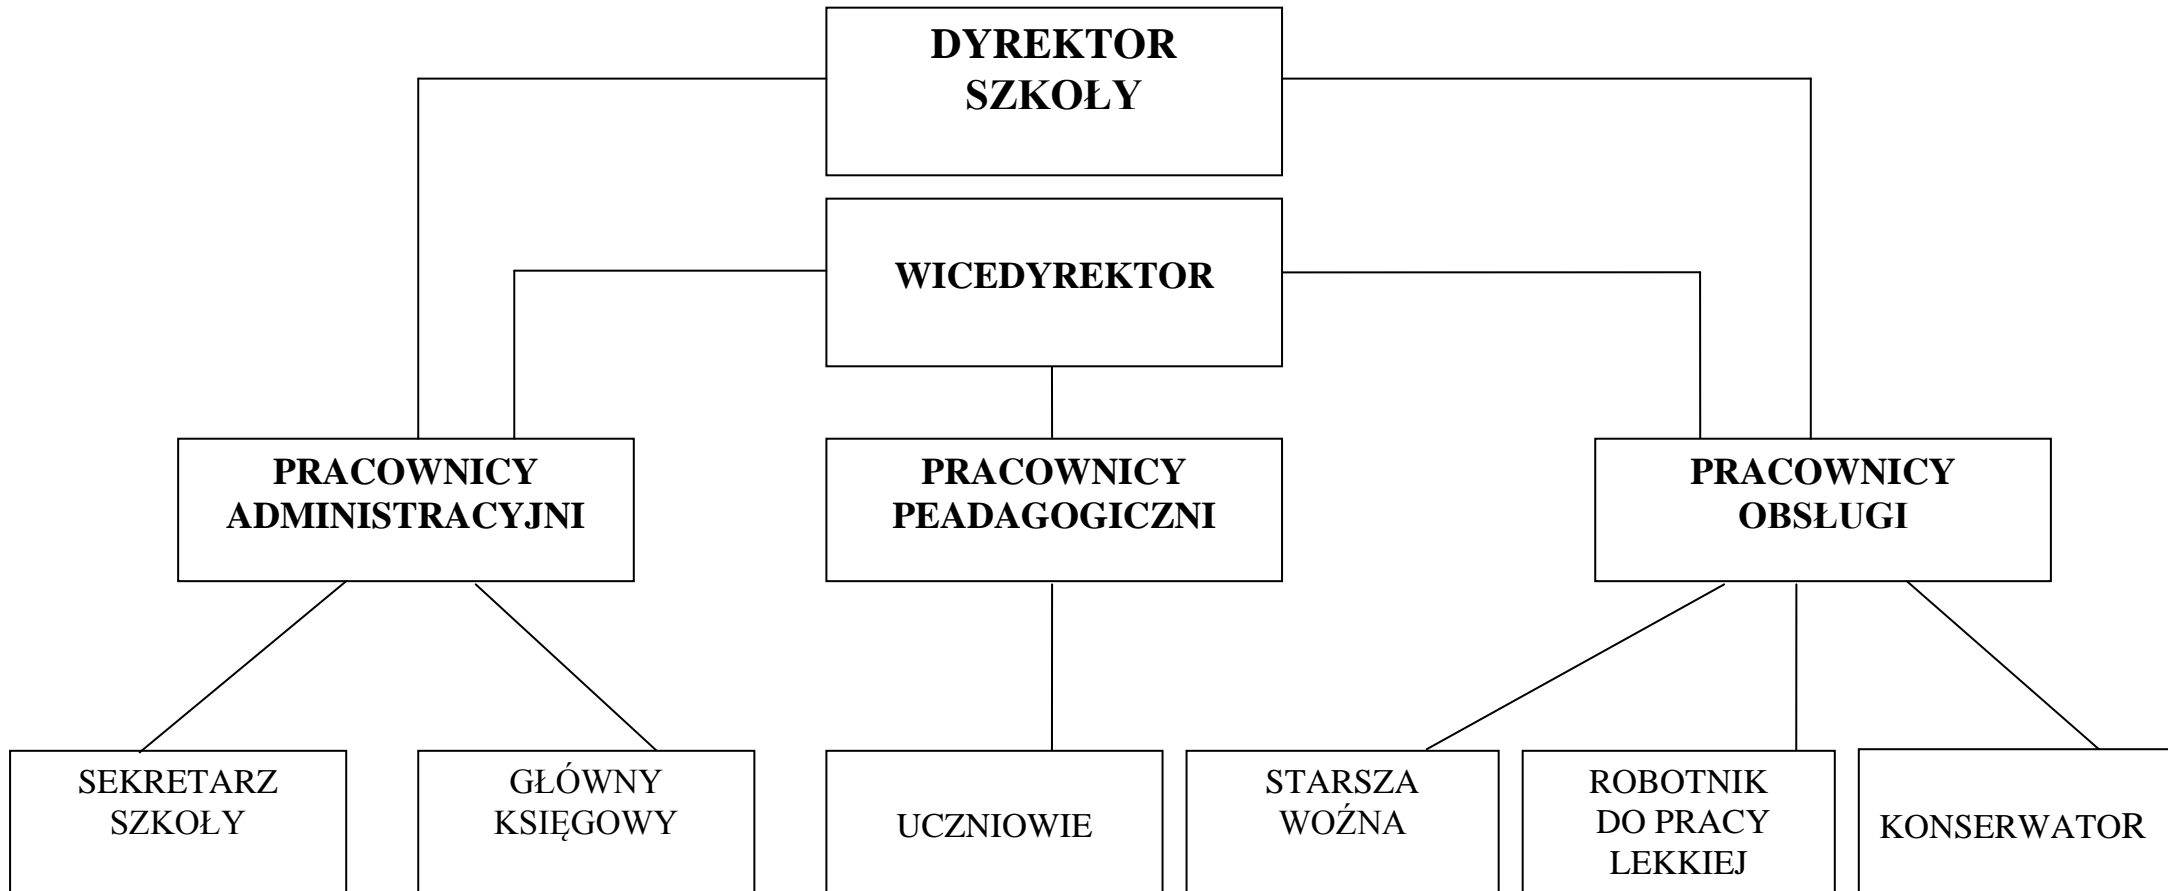 DYREKTOR
SZKOŁY
WICEDYREKTOR
PRACOWNICY
ADMINISTRACYJNI
PRACOWNICY
PEADAGOGICZNI
PRACOWNICY
OBSŁUGI
SEKRETARZ
SZKOŁY
GŁÓWNY
KSIĘGOWY
UCZNIOWIE
STARSZA
WOŹNA
ROBOTNIK
DO PRACY
LEKKIEJ
KONSERWATOR